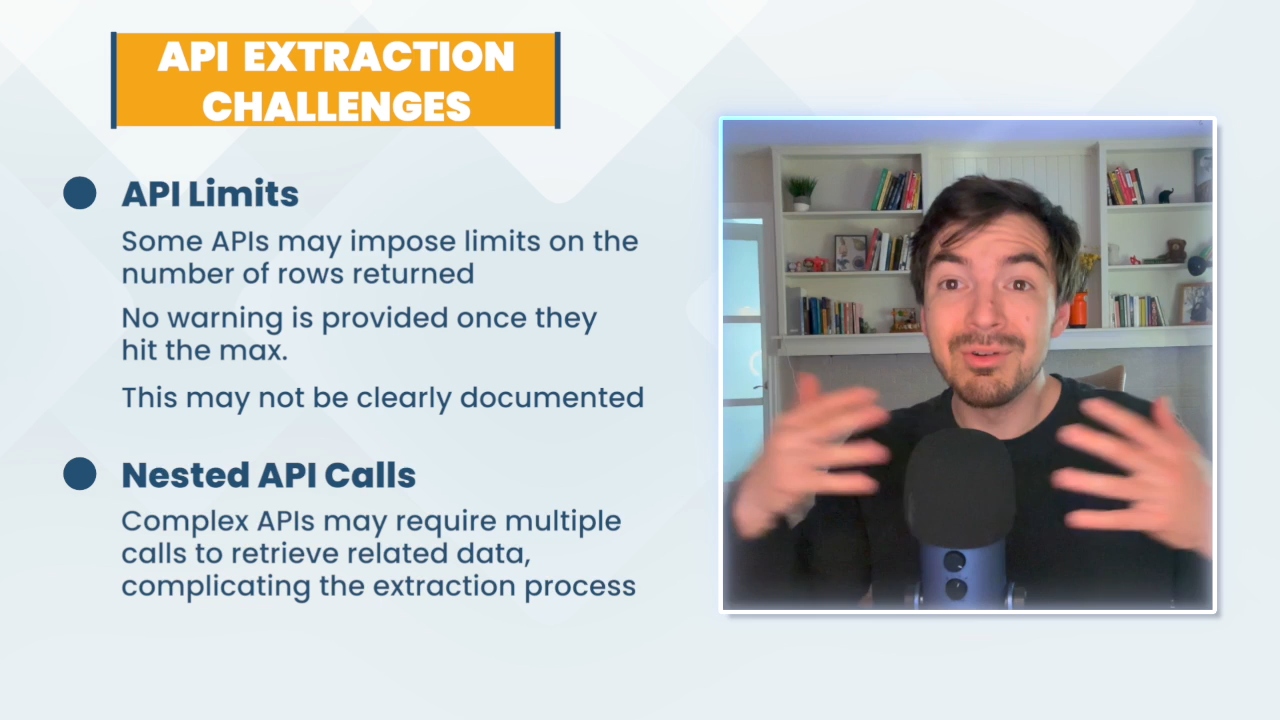 API EXTRACTION
CHALLENGES
API Limits
Some APIs may impose limits on the
number of rows returned
No warning is provided once they
hit the max.
This may not be clearly documented
Nested API Calls
Complex APIs may require multiple
calls to retrieve related data,
complicating the extraction process